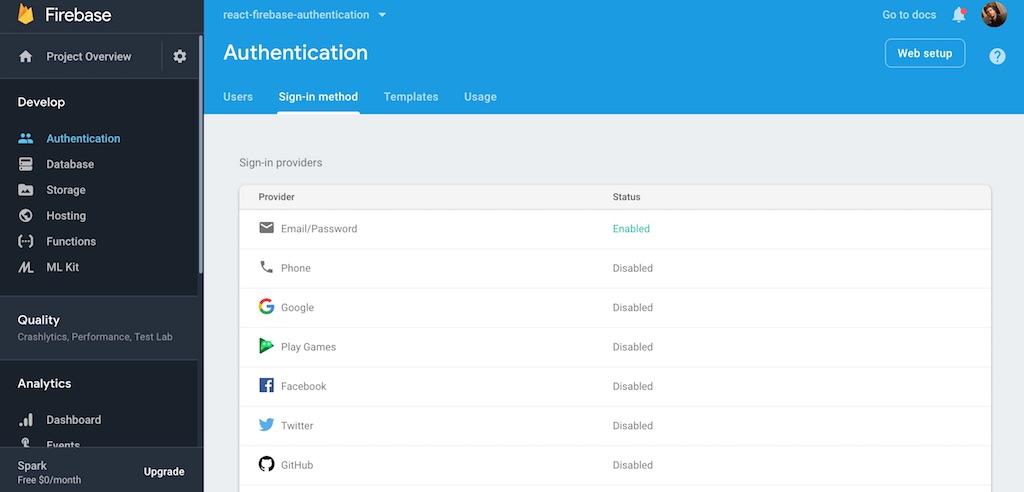 Firebase
Project Overview
Develop
Authentication
Database
Storage
Hosting
Functions
ML Kit
Quality
Crashlytics, Performance, Test Lab
Analytics
Dashboard
Events
Spark
Free $0/month
Upgrade
react-firebase-authentication
Go to docs
Authentication
Web setup
?
Users Sign-in method Templates Usage
Sign-in providers
Provider Status
Email/Password Enabled
Phone Disabled
Google Disabled
Play Games Disabled
Facebook Disabled
Twitter Disabled
GitHub Disabled